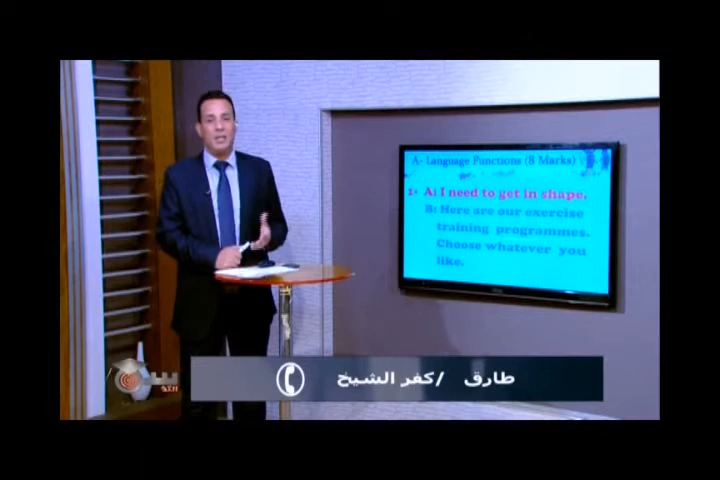 A- Language Functions (8 Marks)
1- A: I need to get in shape.
B: Here are our exercise
training programmes.
Choose whatever you
like.
طارق /كفر الشيخ